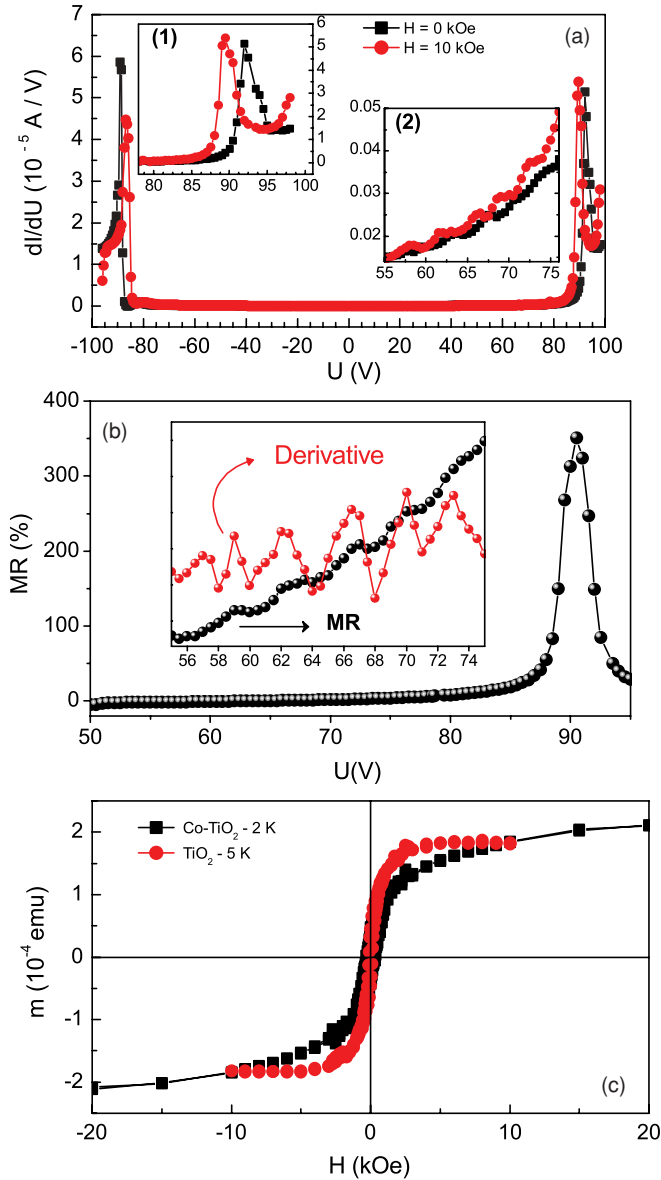 (1)
H = 0 kOe
H = 10 kOe
(a)
(2)
dI/dU (10⁻⁵ A / V)
7
6
5
4
3
2
1
0
6
5
4
3
2
1
0
80 85 90 95 100
0.05
0.04
0.03
0.02
55 60 65 70 75
-100 -80 -60 -40 -20 0 20 40 60 80 100
U (V)
(b)
MR (%)
400
300
200
100
0
Derivative
MR
56 58 60 62 64 66 68 70 72 74
50 60 70 80 90
U(V)
Co-TiO₂ - 2 K
TiO₂ - 5 K
m (10⁻⁴ emu)
2
1
0
-1
-2
(c)
-20 -10 0 10 20
H (kOe)